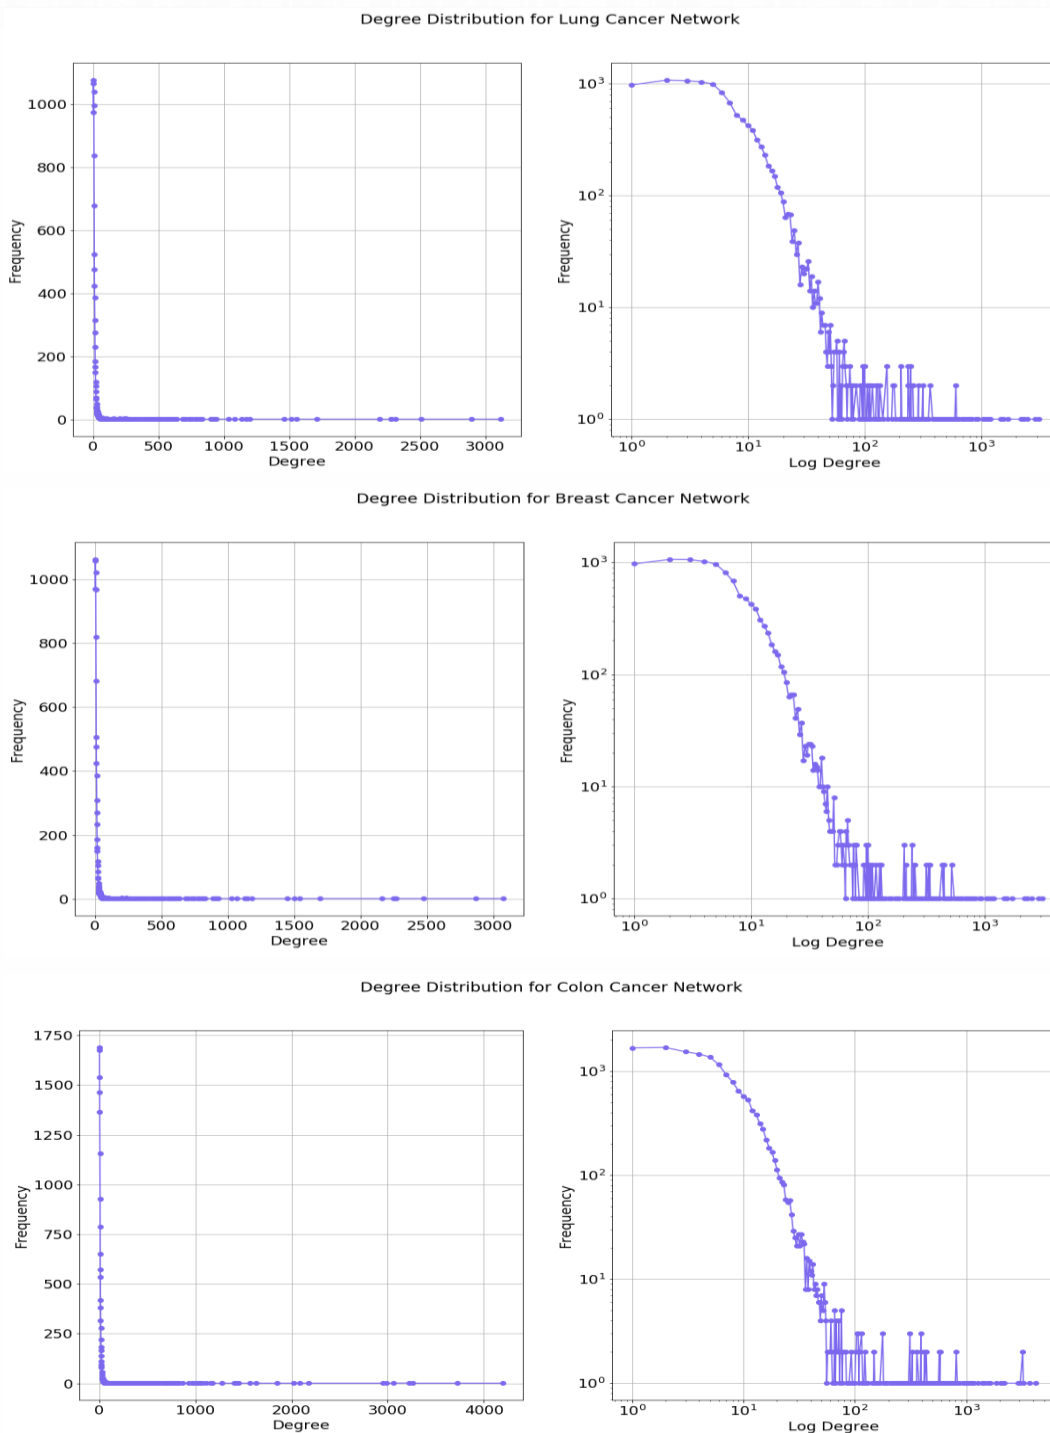 Degree Distribution for Lung Cancer Network
1000
800
600
400
200
0
Frequency
0 500 1000 1500 2000 2500 3000
Degree
10³
10²
10¹
10⁰
Frequency
10⁰ 10¹ 10² 10³
Log Degree
Degree Distribution for Breast Cancer Network
1000
800
600
400
200
0
Frequency
0 500 1000 1500 2000 2500 3000
Degree
10³
10²
10¹
10⁰
Frequency
10⁰ 10¹ 10² 10³
Log Degree
Degree Distribution for Colon Cancer Network
1750
1500
1250
1000
750
500
250
0
Frequency
0 1000 2000 3000 4000
Degree
10³
10²
10¹
10⁰
Frequency
10⁰ 10¹ 10² 10³
Log Degree